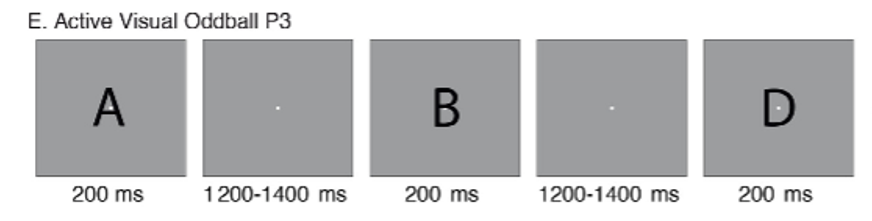 E. Active Visual Oddball P3
A B D
200 ms 1200-1400 ms 200 ms 1200-1400 ms 200 ms